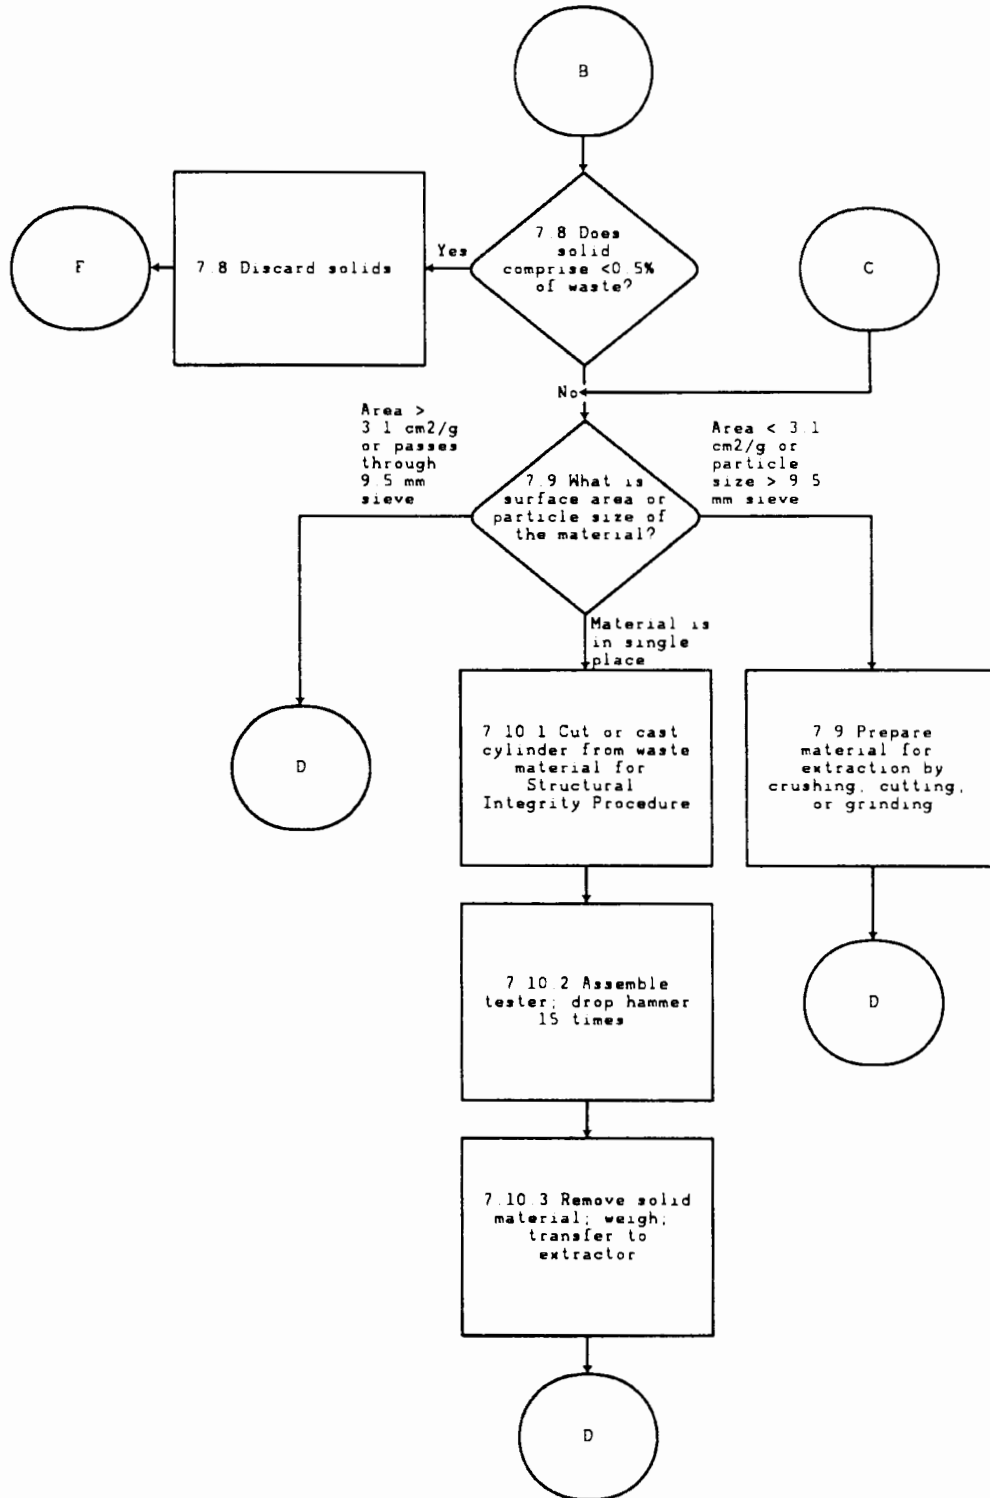 B
7.8 Does
solid
comprise <0.5%
of waste?
Yes
7.8 Discard solids
F
C
No
Area >
3.1 cm2/g
or passes
through
9.5 mm
sieve
7.9 What is
surface area or
particle size of
the material?
Area < 3.1
cm2/g or
particle
size > 9.5
mm sieve
Material is
in single
place
D
7.10.1 Cut or cast
cylinder from waste
material for
Structural
Integrity Procedure
7.9 Prepare
material for
extraction by
crushing, cutting,
or grinding
7.10.2 Assemble
tester; drop hammer
15 times
D
7.10.3 Remove solid
material; weigh;
transfer to
extractor
D